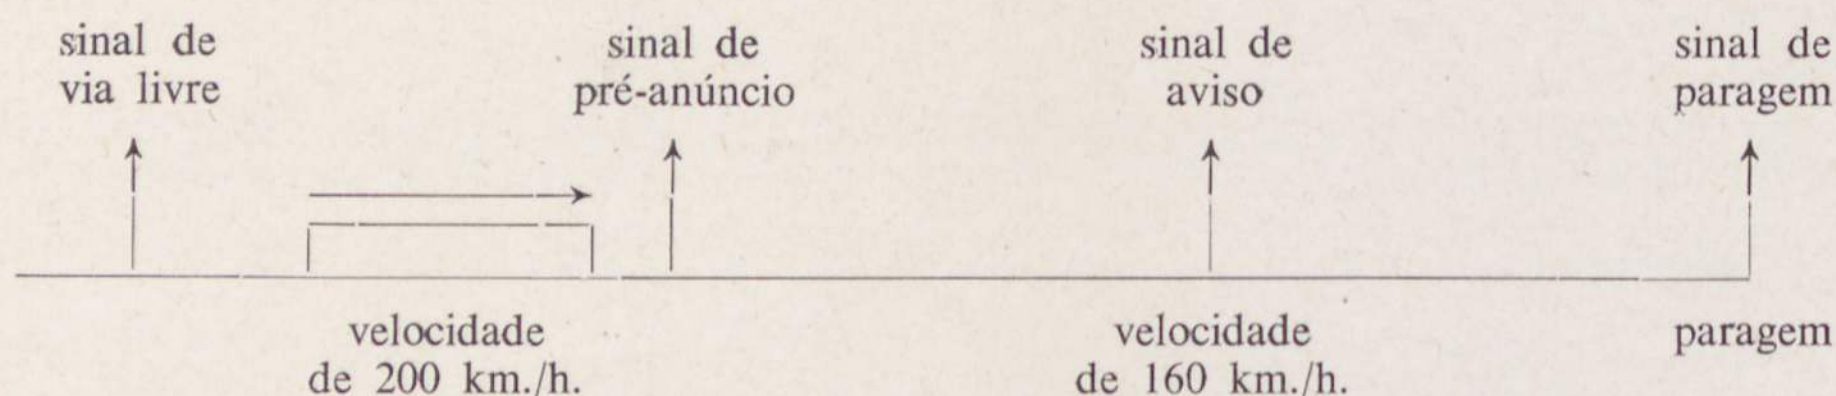 sinal de
via livre
sinal de
pré-anúncio
sinal de
aviso
sinal de
paragem
velocidade
de 200 km./h.
velocidade
de 160 km./h.
paragem